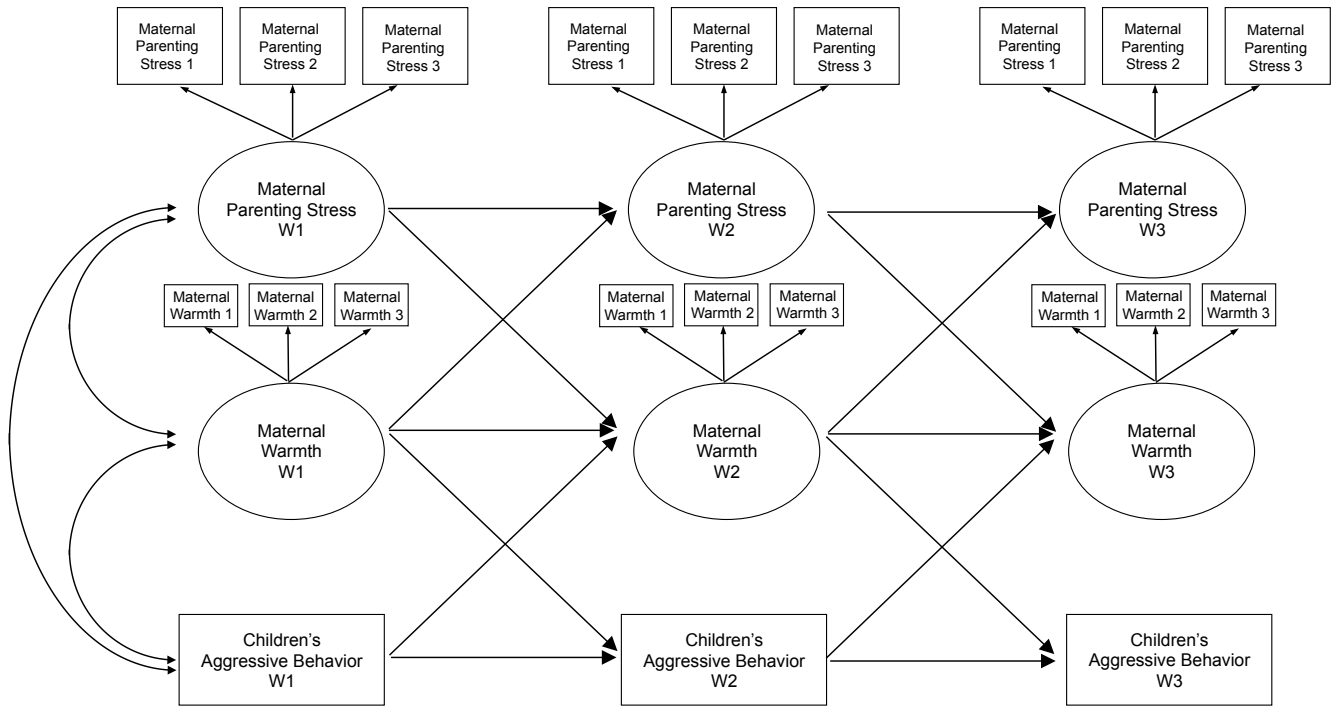 Maternal
Parenting
Stress 1
Maternal
Parenting
Stress 2
Maternal
Parenting
Stress 3
Maternal
Parenting
Stress 1
Maternal
Parenting
Stress 2
Maternal
Parenting
Stress 3
Maternal
Parenting
Stress 1
Maternal
Parenting
Stress 2
Maternal
Parenting
Stress 3
Maternal
Parenting Stress
W1
Maternal
Parenting Stress
W2
Maternal
Parenting Stress
W3
Maternal
Warmth 1
Maternal
Warmth 2
Maternal
Warmth 3
Maternal
Warmth 1
Maternal
Warmth 2
Maternal
Warmth 3
Maternal
Warmth 1
Maternal
Warmth 2
Maternal
Warmth 3
Maternal
Warmth
W1
Maternal
Warmth
W2
Maternal
Warmth
W3
Children's
Aggressive Behavior
W1
Children's
Aggressive Behavior
W2
Children's
Aggressive Behavior
W3